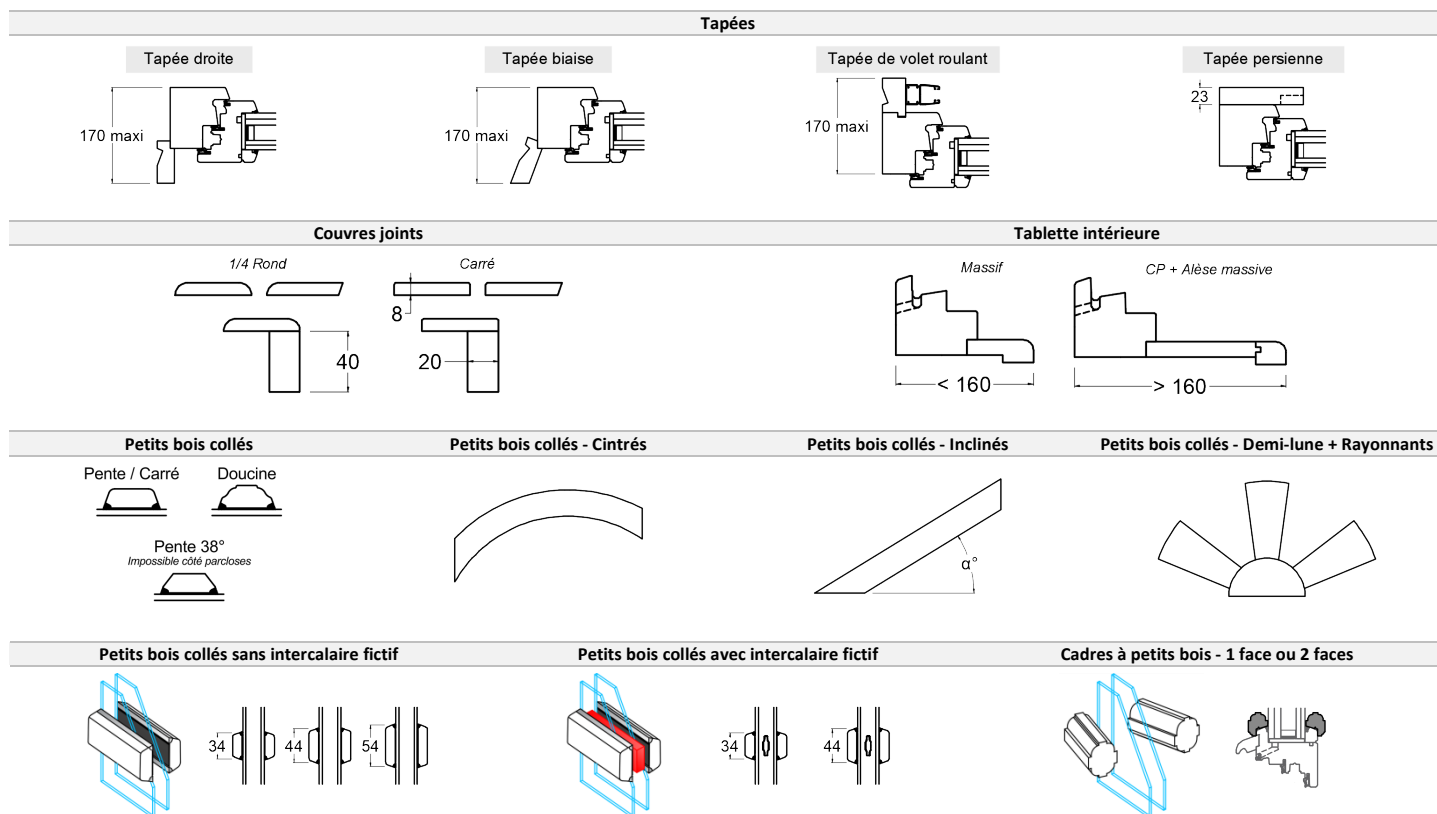 Tapées
Tapée droite
Tapée biaise
Tapée de volet roulant
Tapée persienne
170 maxi
170 maxi
170 maxi
23
Couvres joints
Tablette intérieure
1/4 Rond
Carré
Massif
CP + Alèse massive
8
40
20
< 160
> 160
Petits bois collés
Petits bois collés - Cintrés
Petits bois collés - Inclinés
Petits bois collés - Demi-lune + Rayonnants
Pente / Carré
Doucine
Pente 38°
Impossible côté parcloses
α°
Petits bois collés sans intercalaire fictif
Petits bois collés avec intercalaire fictif
Cadres à petits bois - 1 face ou 2 faces
34
44
54
34
44